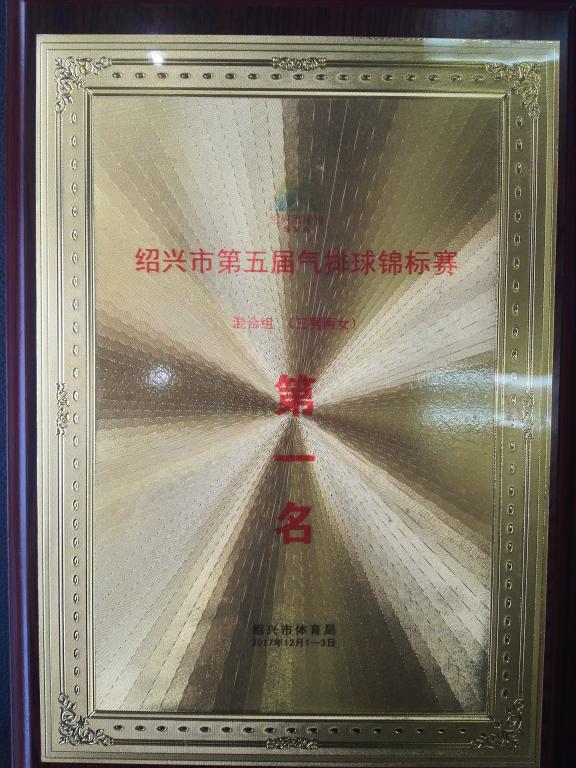 SVA
绍兴市第五届气排球锦标赛
混合组 （三男两女）
第
一
名
绍兴市体育局
2017年12月1—3日